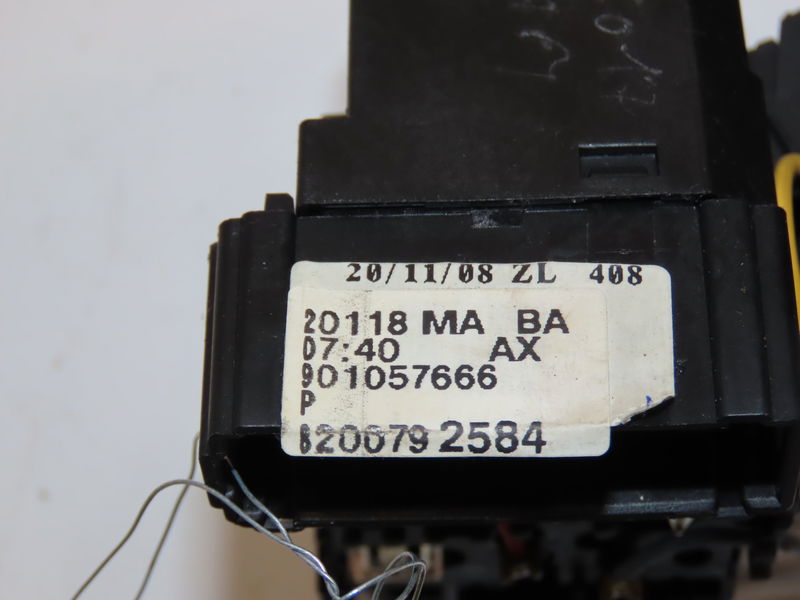 20/11/08 ZL 408
20118 MA BA
07:40 AX
901057666
P
8200792584